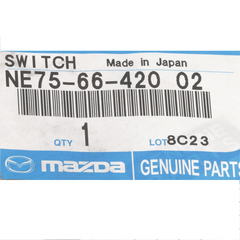 SWITCH Made in Japan
NE75-66-420 02
QTY 1 LOT 8C23
mazda GENUINE PARTS